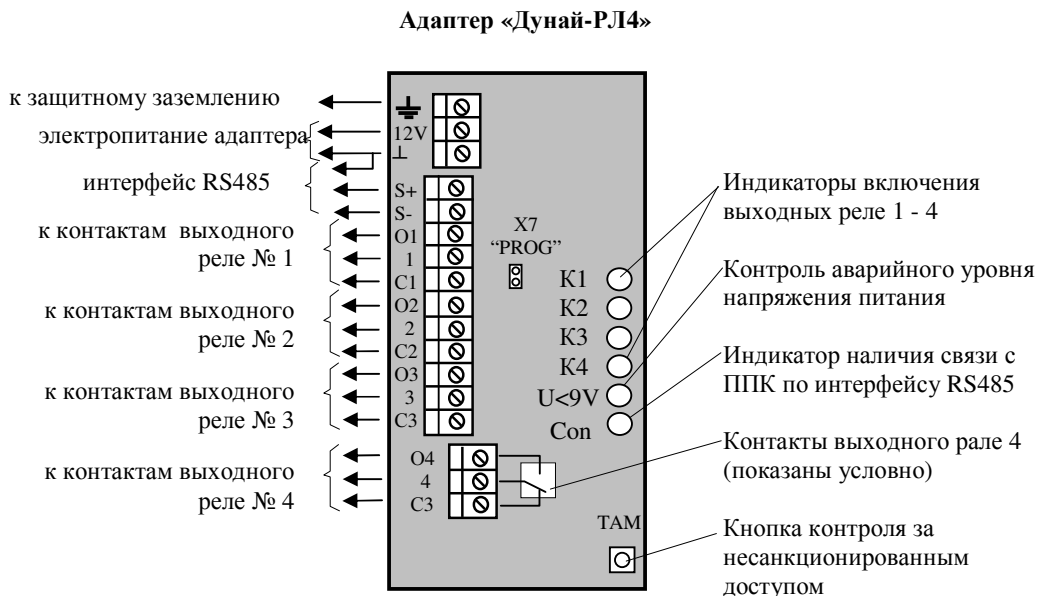 Адаптер «Дунай-РЛ4»
к защитному заземлению
электропитание адаптера
интерфейс RS485
к контактам выходного
реле № 1
к контактам выходного
реле № 2
к контактам выходного
реле № 3
к контактам выходного
реле № 4
12V
⊥
S+
S-
O1
1
C1
O2
2
C2
O3
3
C3
O4
4
C3
X7
“PROG”
K1
K2
K3
K4
U<9V
Con
TAM
Индикаторы включения
выходных реле 1 - 4
Контроль аварийного уровня
напряжения питания
Индикатор наличия связи с
ППК по интерфейсу RS485
Контакты выходного рале 4
(показаны условно)
Кнопка контроля за
несанкционированным
доступом